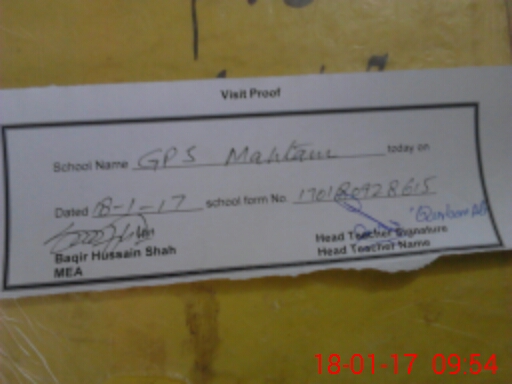 Visit Proof
School Name GPS Mahtam today on
Dated 18-1-17 school form No. 170180928615
Baqir Hussain Shah
MEA
Head Teacher Signature
Head Teacher Name
18-01-17 09:54